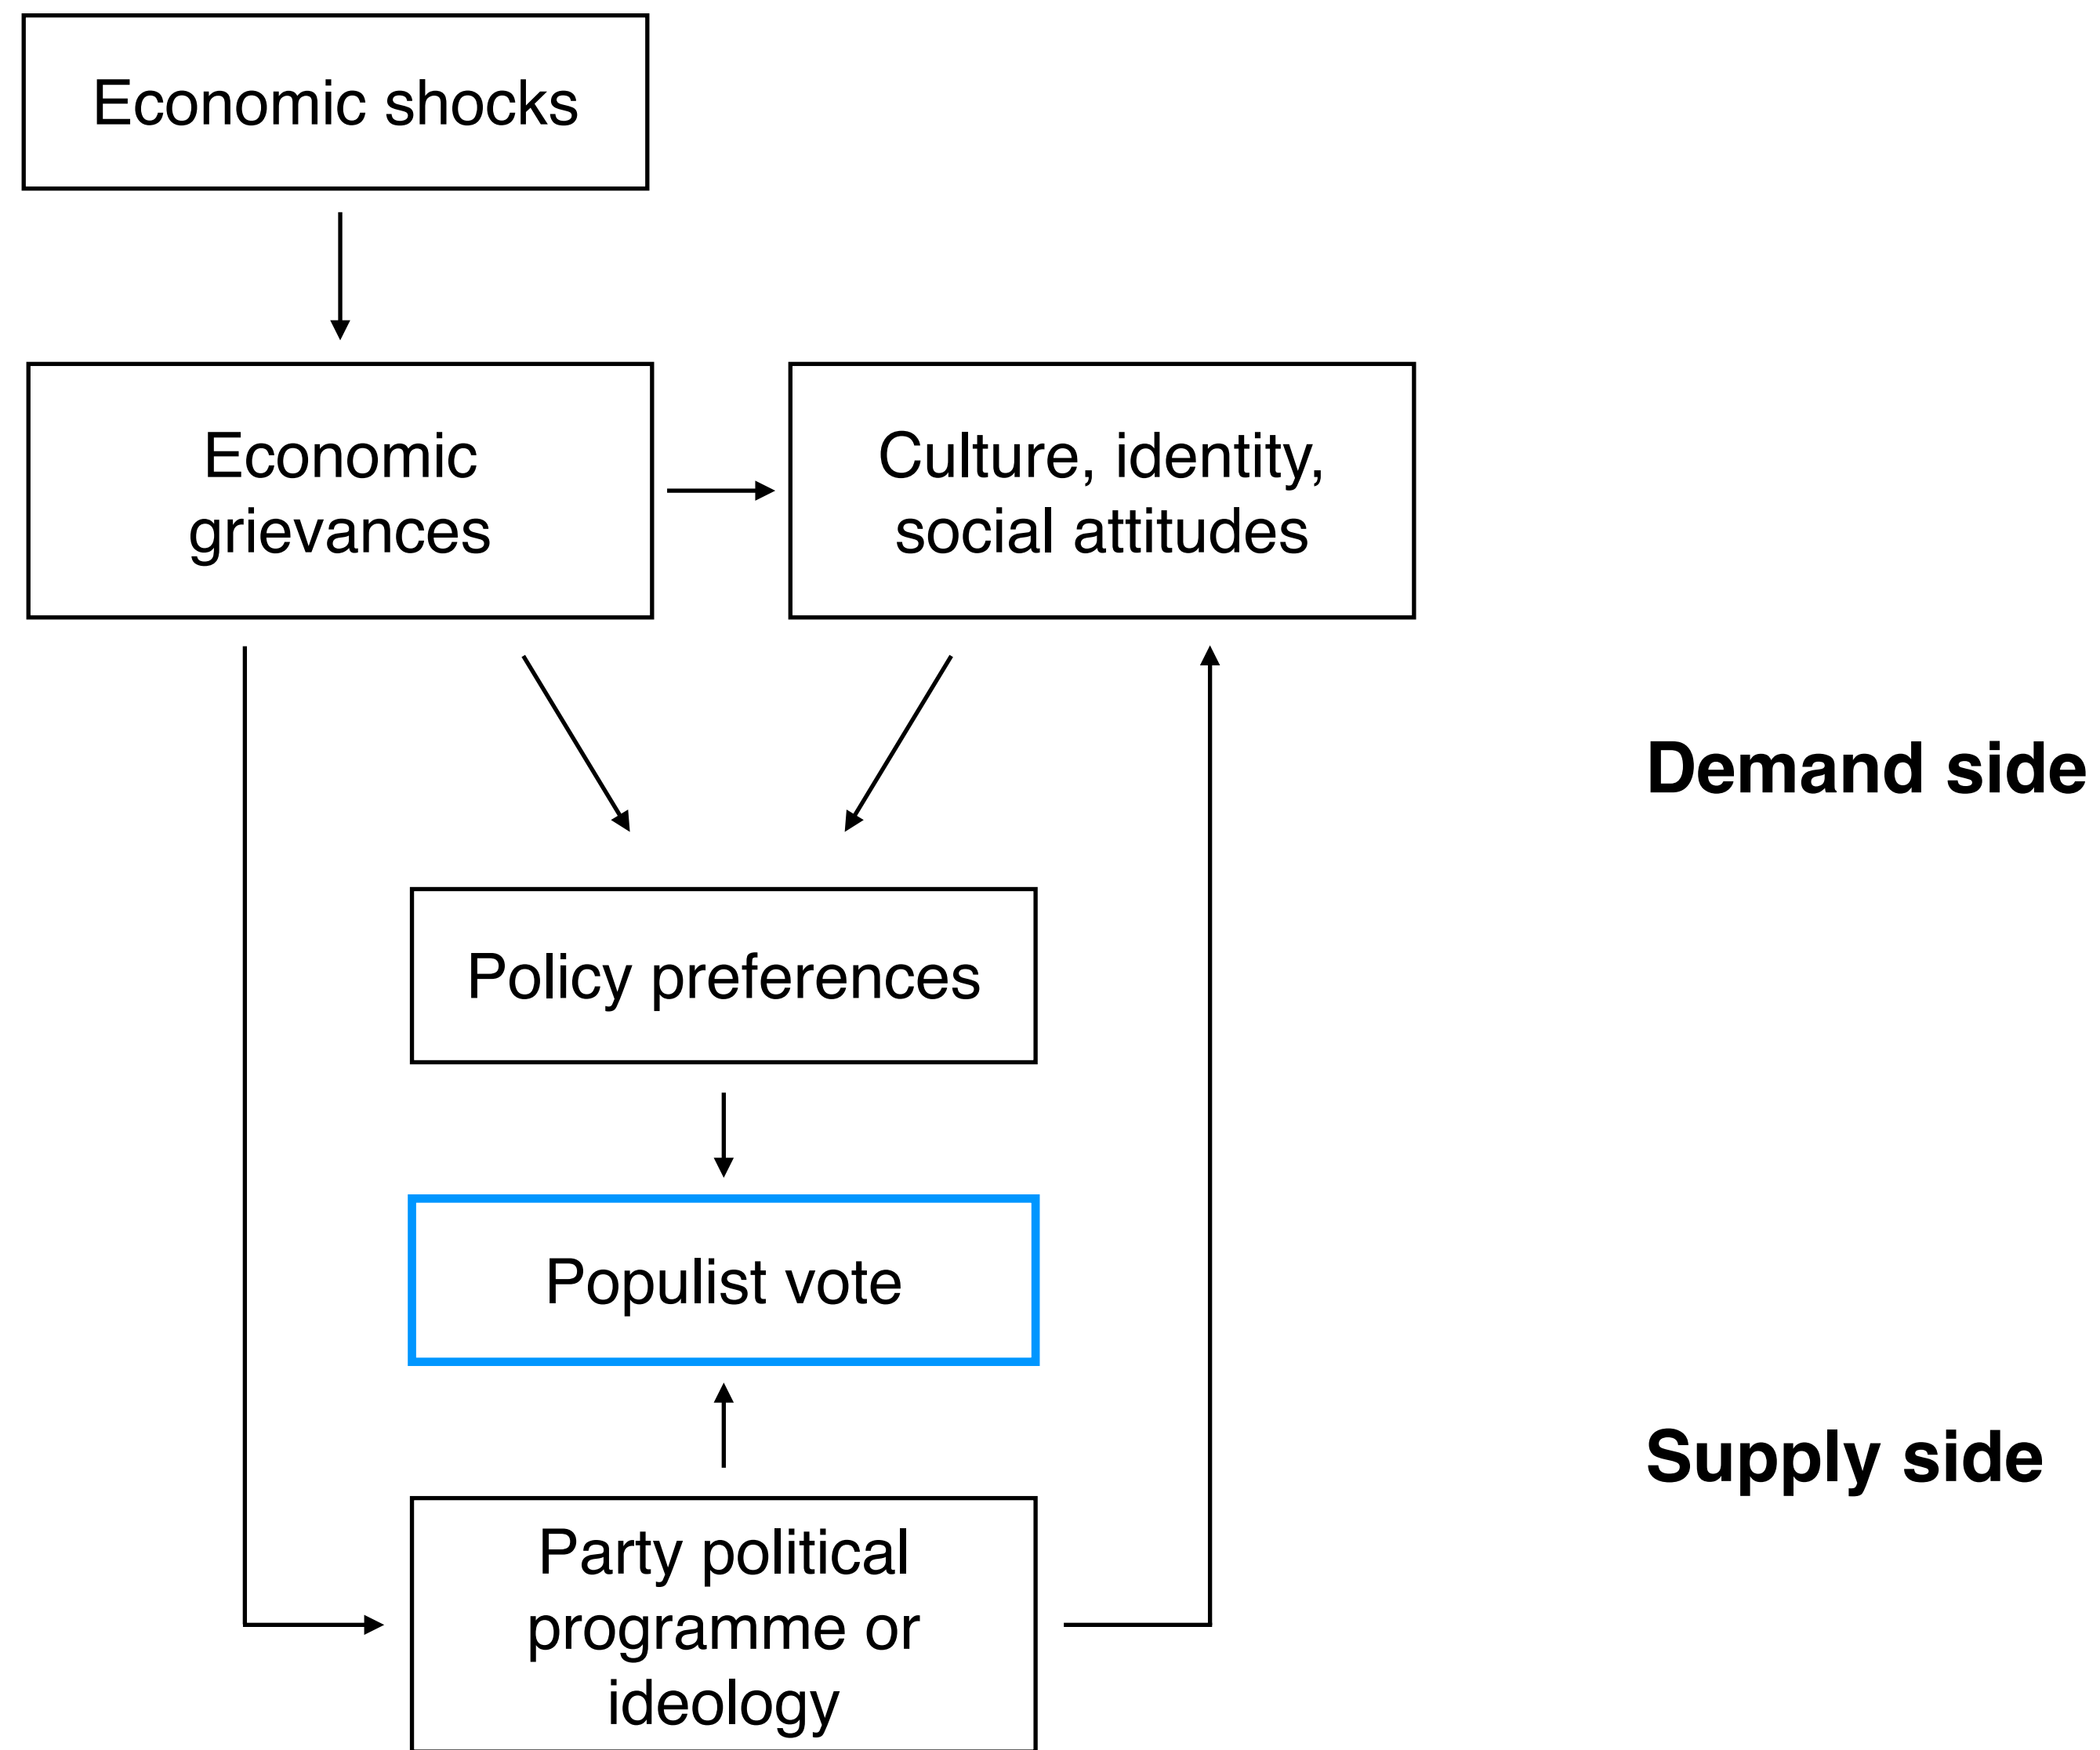 Economic shocks
Economic
grievances
Culture, identity,
social attitudes
Demand side
Policy preferences
Populist vote
Supply side
Party political
programme or
ideology